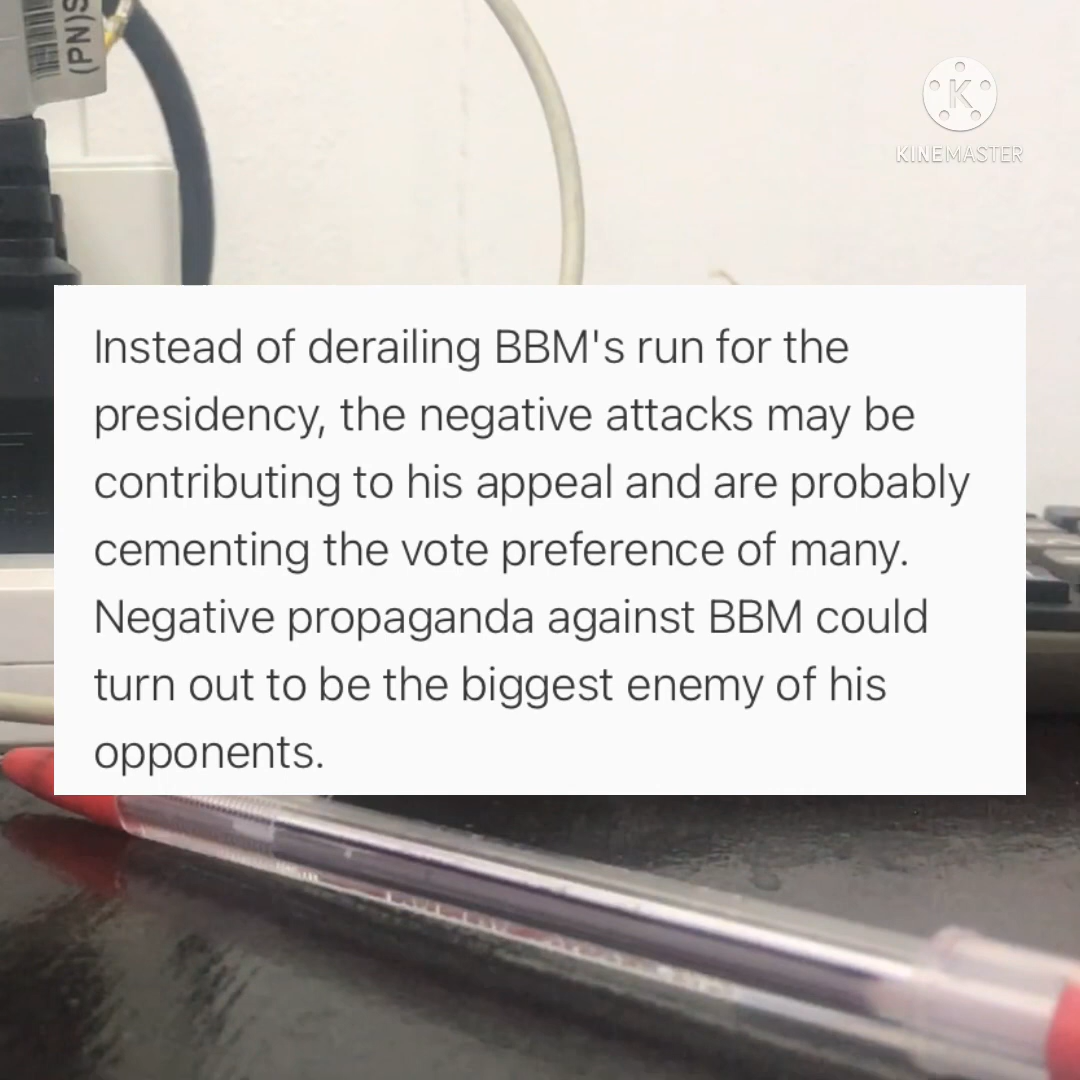 (PN)S
K
KINEMASTER
Instead of derailing BBM's run for the
presidency, the negative attacks may be
contributing to his appeal and are probably
cementing the vote preference of many.
Negative propaganda against BBM could
turn out to be the biggest enemy of his
opponents.